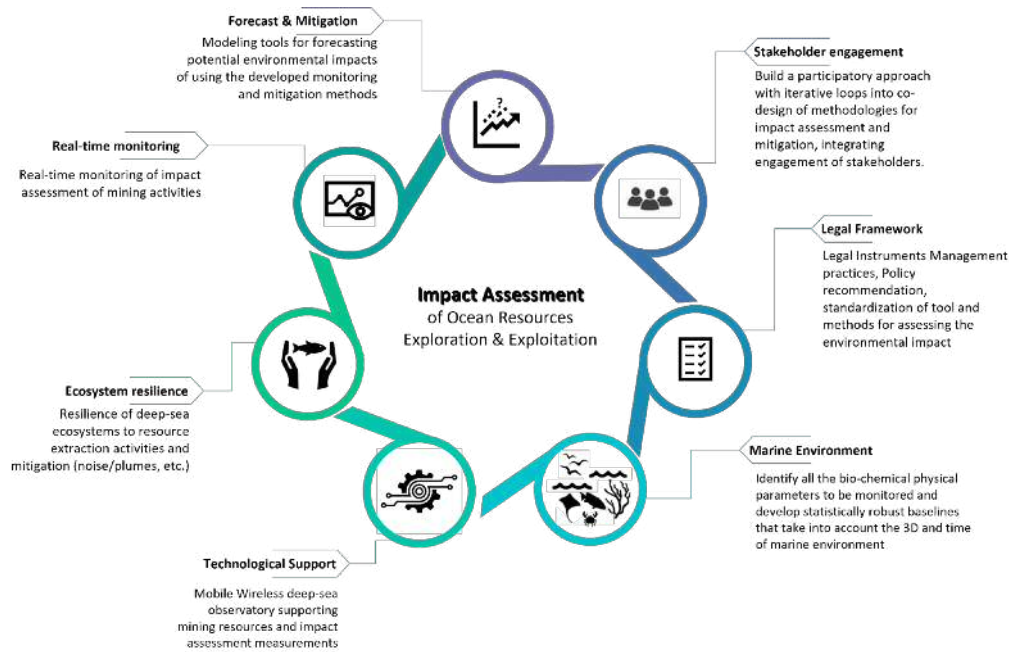 Forecast & Mitigation
Modeling tools for forecasting
potential environmental impacts
of using the developed monitoring
and mitigation methods
?
Stakeholder engagement
Build a participatory approach
with iterative loops into co-
design of methodologies for
impact assessment and
mitigation, integrating
engagement of stakeholders.
Real-time monitoring
Real-time monitoring of impact
assessment of mining activities
Legal Framework
Legal Instruments Management
practices, Policy
recommendation,
standardization of tool and
methods for assessing the
environmental impact
Impact Assessment
of Ocean Resources
Exploration & Exploitation
Ecosystem resilience
Resilience of deep-sea
ecosystems to resource
extraction activities and
mitigation (noise/plumes, etc.)
Marine Environment
Identify all the bio-chemical physical
parameters to be monitored and
develop statistically robust baselines
that take into account the 3D and time
of marine environment
Technological Support
Mobile Wireless deep-sea
observatory supporting
mining resources and impact
assessment measurements